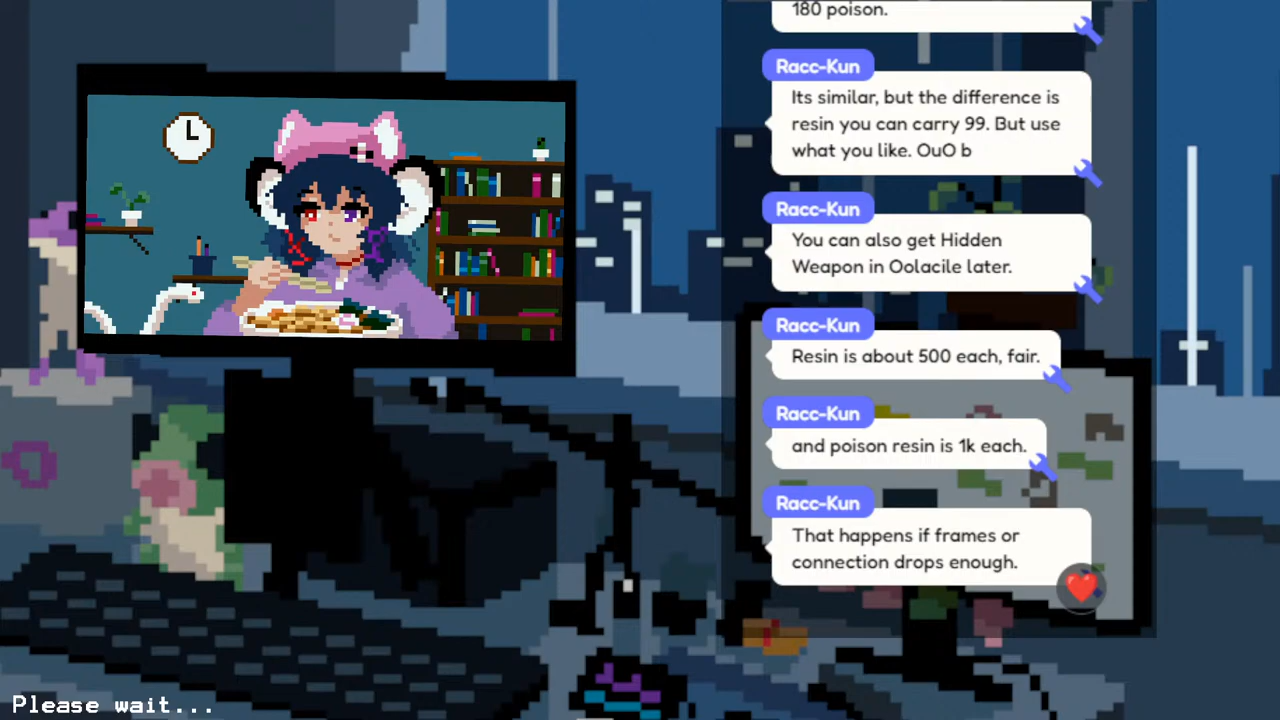 180 poison.
Racc-Kun
Its similar, but the difference is
resin you can carry 99. But use
what you like. OuO b
Racc-Kun
You can also get Hidden
Weapon in Oolacile later.
Racc-Kun
Resin is about 500 each, fair.
Racc-Kun
and poison resin is 1k each.
Racc-Kun
That happens if frames or
connection drops enough.
Please wait...